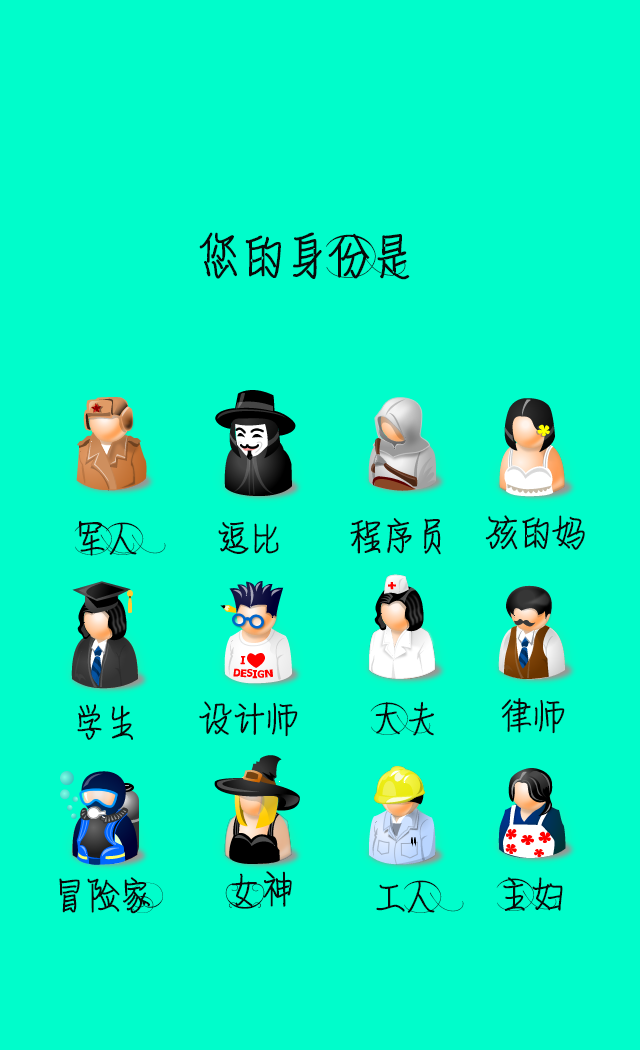 您的身份是
军人 逗比 程序员 孩的妈
I❤DESIGN
学生 设计师 大夫 律师
冒险家 女神 工人 主妇